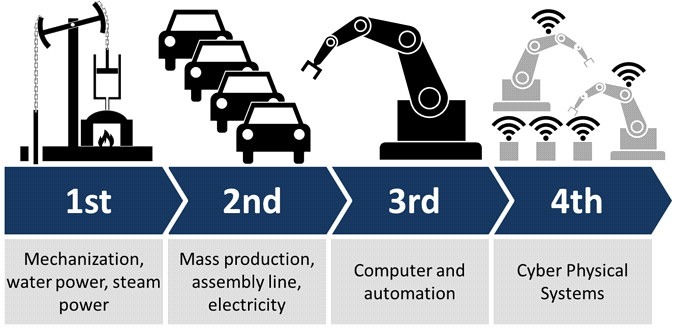 1st
2nd
3rd
4th
Mechanization,
water power, steam
power
Mass production,
assembly line,
electricity
Computer and
automation
Cyber Physical
Systems